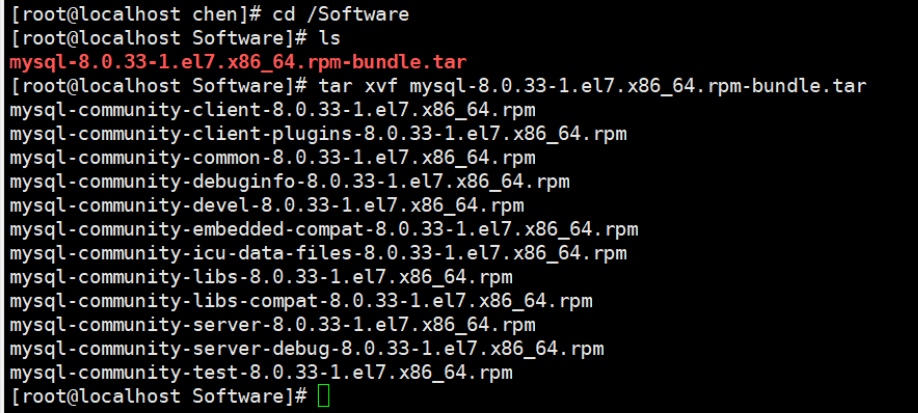 [root@localhost chen]# cd /Software
[root@localhost Software]# ls
mysql-8.0.33-1.el7.x86_64.rpm-bundle.tar
[root@localhost Software]# tar xvf mysql-8.0.33-1.el7.x86_64.rpm-bundle.tar
mysql-community-client-8.0.33-1.el7.x86_64.rpm
mysql-community-client-plugins-8.0.33-1.el7.x86_64.rpm
mysql-community-common-8.0.33-1.el7.x86_64.rpm
mysql-community-debuginfo-8.0.33-1.el7.x86_64.rpm
mysql-community-devel-8.0.33-1.el7.x86_64.rpm
mysql-community-embedded-compat-8.0.33-1.el7.x86_64.rpm
mysql-community-icu-data-files-8.0.33-1.el7.x86_64.rpm
mysql-community-libs-8.0.33-1.el7.x86_64.rpm
mysql-community-libs-compat-8.0.33-1.el7.x86_64.rpm
mysql-community-server-8.0.33-1.el7.x86_64.rpm
mysql-community-server-debug-8.0.33-1.el7.x86_64.rpm
mysql-community-test-8.0.33-1.el7.x86_64.rpm
[root@localhost Software]#